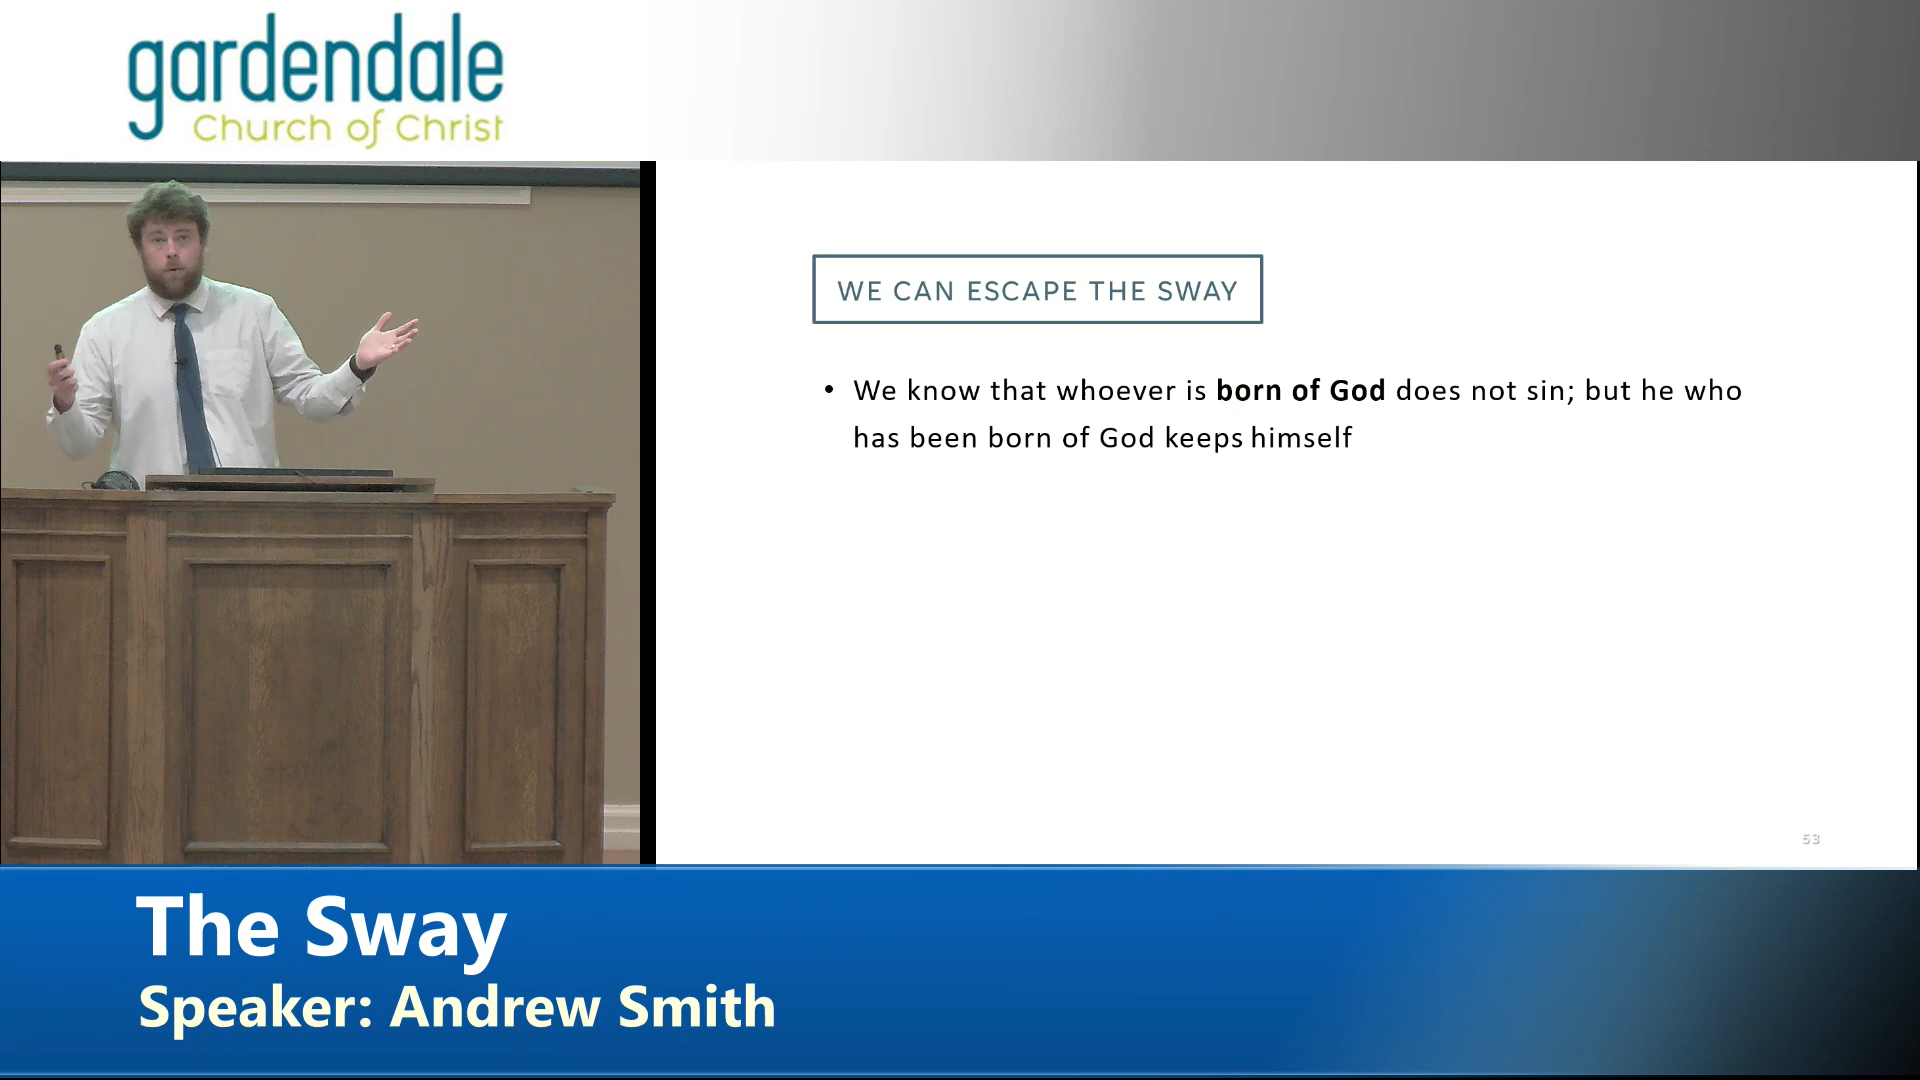 gardendale
Church of Christ
WE CAN ESCAPE THE SWAY
• We know that whoever is born of God does not sin; but he who
has been born of God keeps himself
53
The Sway
Speaker: Andrew Smith